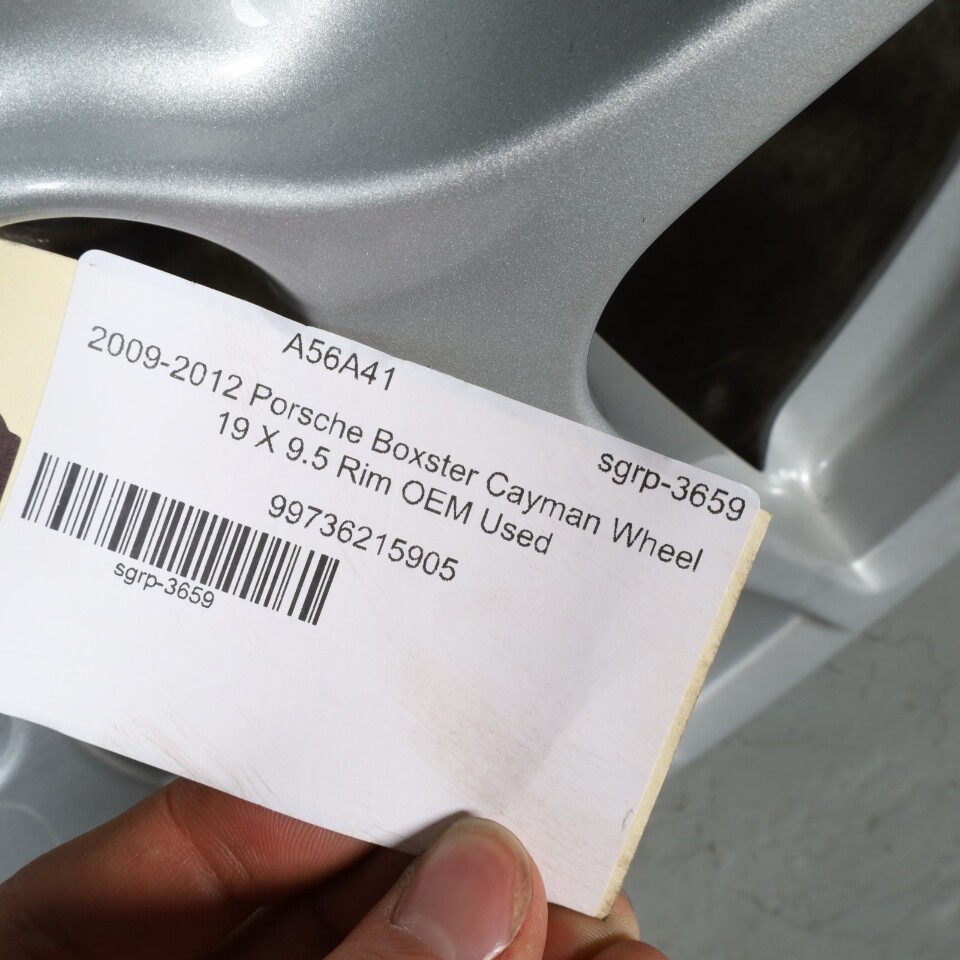 A56A41
sgrp-3659
2009-2012 Porsche Boxster Cayman Wheel
19 X 9.5 Rim OEM Used
99736215905
sgrp-3659